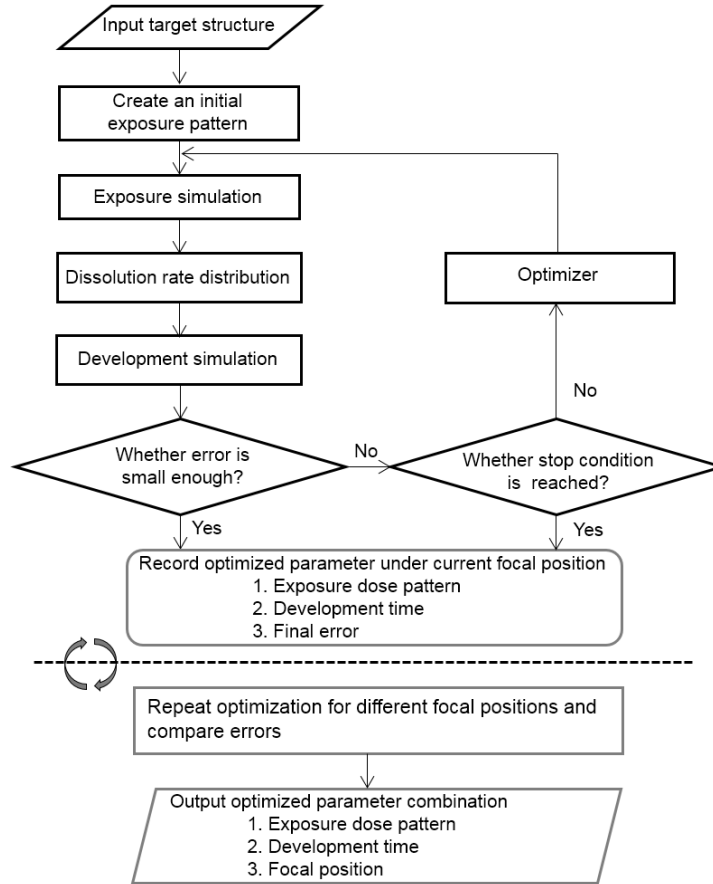 Input target structure
Create an initial
exposure pattern
Exposure simulation
Dissolution rate distribution
Optimizer
Development simulation
No
Whether error is
small enough?
No
Whether stop condition
is reached?
Yes
Yes
Record optimized parameter under current focal position
1. Exposure dose pattern
2. Development time
3. Final error
Repeat optimization for different focal positions and
compare errors
Output optimized parameter combination
1. Exposure dose pattern
2. Development time
3. Focal position